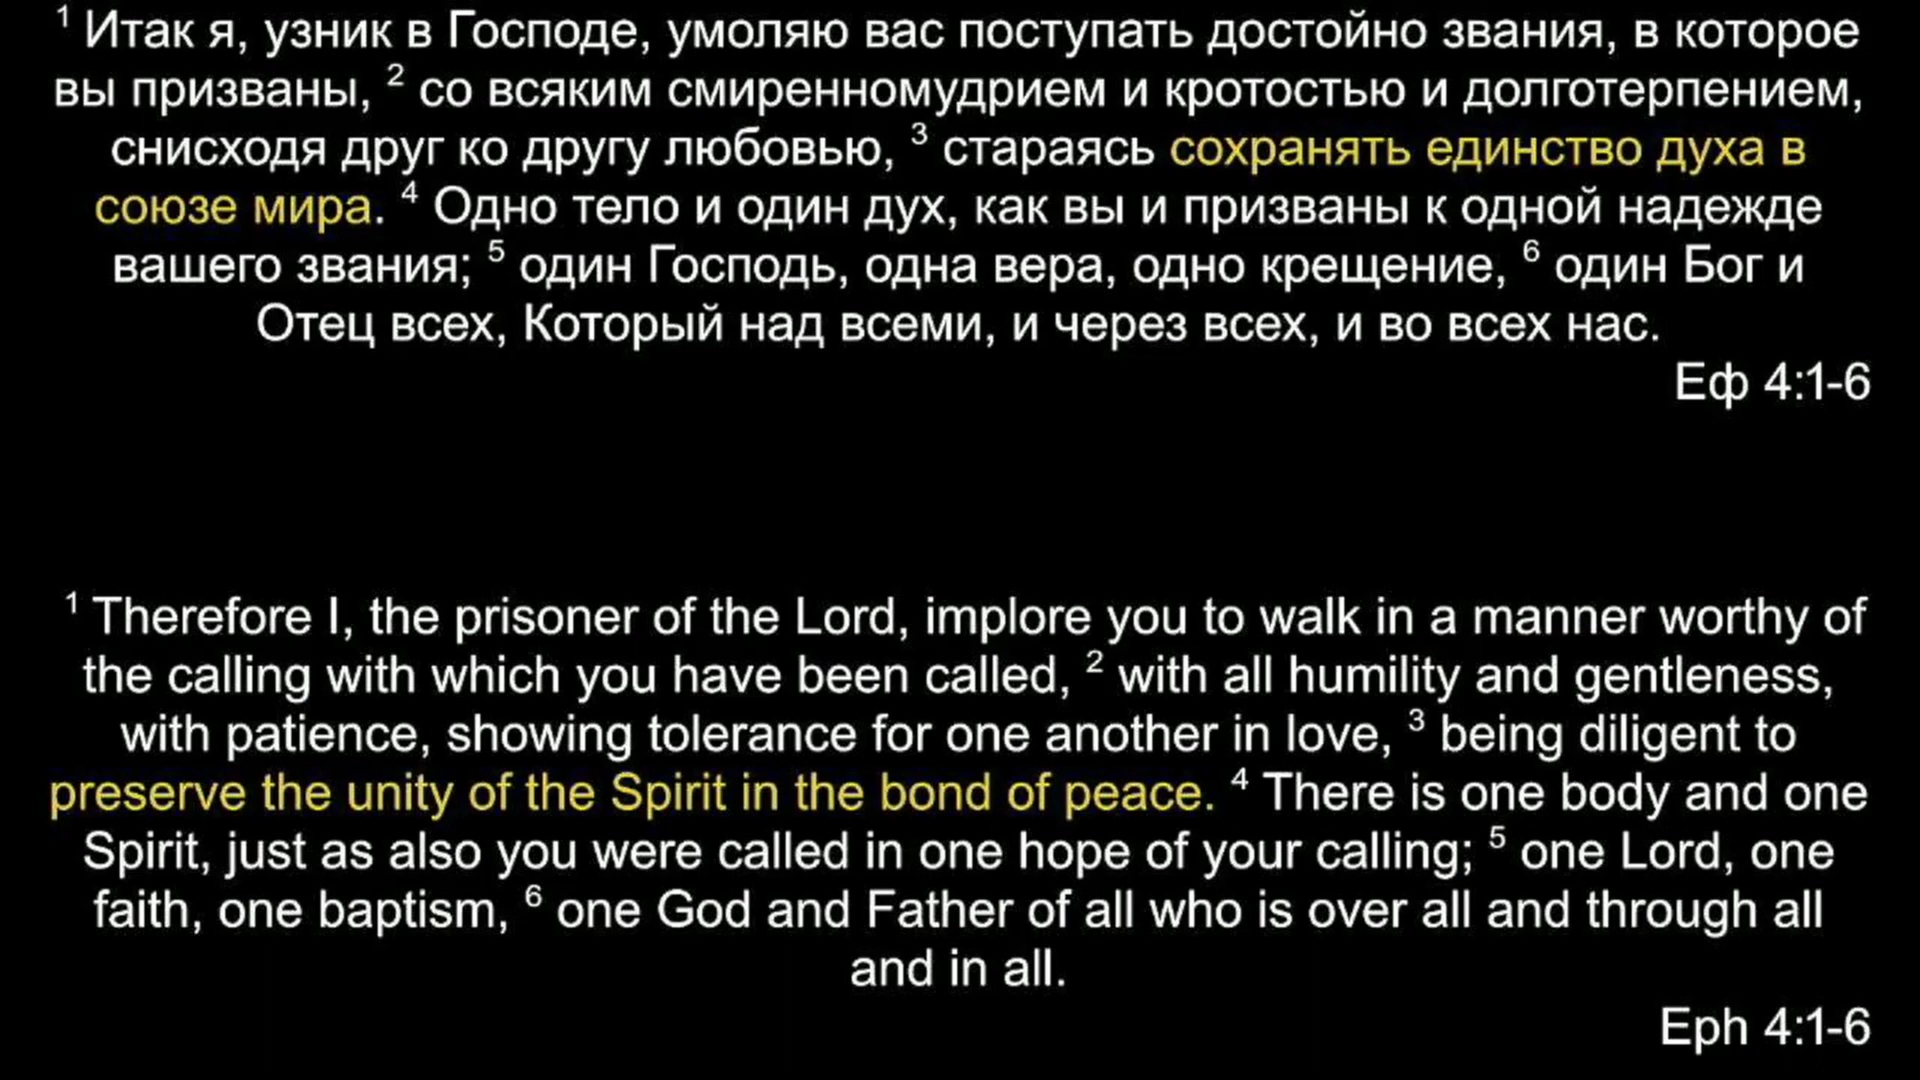 ¹ Итак я, узник в Господе, умоляю вас поступать достойно звания, в которое
вы призваны, ² со всяким смиренномудрием и кротостью и долготерпением,
снисходя друг ко другу любовью, ³ стараясь сохранять единство духа в
союзе мира. ⁴ Одно тело и один дух, как вы и призваны к одной надежде
вашего звания; ⁵ один Господь, одна вера, одно крещение, ⁶ один Бог и
Отец всех, Который над всеми, и через всех, и во всех нас.
Еф 4:1-6
¹ Therefore I, the prisoner of the Lord, implore you to walk in a manner worthy of
the calling with which you have been called, ² with all humility and gentleness,
with patience, showing tolerance for one another in love, ³ being diligent to
preserve the unity of the Spirit in the bond of peace. ⁴ There is one body and one
Spirit, just as also you were called in one hope of your calling; ⁵ one Lord, one
faith, one baptism, ⁶ one God and Father of all who is over all and through all
and in all.
Eph 4:1-6